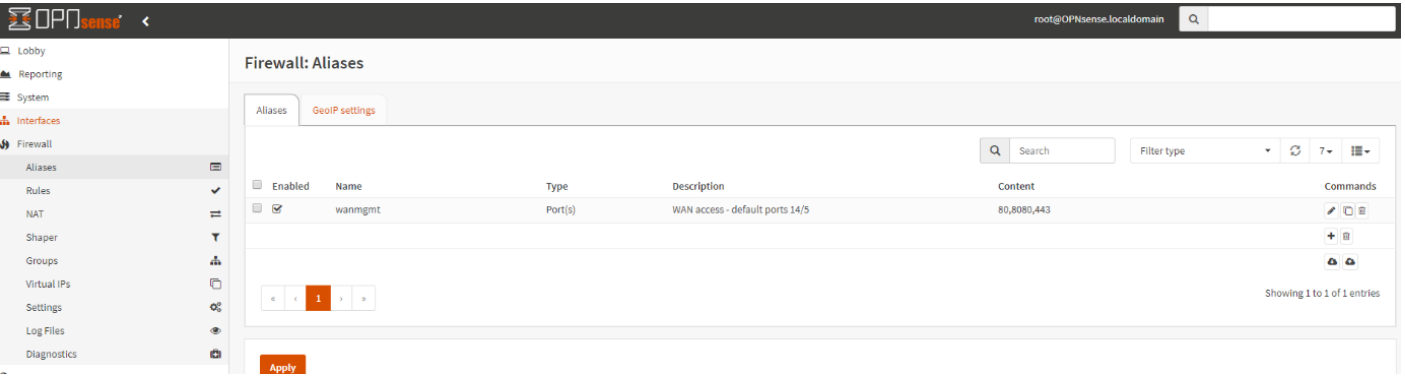 OPNsense
root@OPNsense.localdomain
Lobby
Reporting
System
Interfaces
Firewall
Aliases
Rules
NAT
Shaper
Groups
Virtual IPs
Settings
Log Files
Diagnostics
Firewall: Aliases
Aliases GeoIP settings
Search Filter type 7
Enabled Name Type Description Content Commands
wanmgmt Port(s) WAN access - default ports 14/5 80,8080,443
« ‹ 1 › »
Showing 1 to 1 of 1 entries
Apply